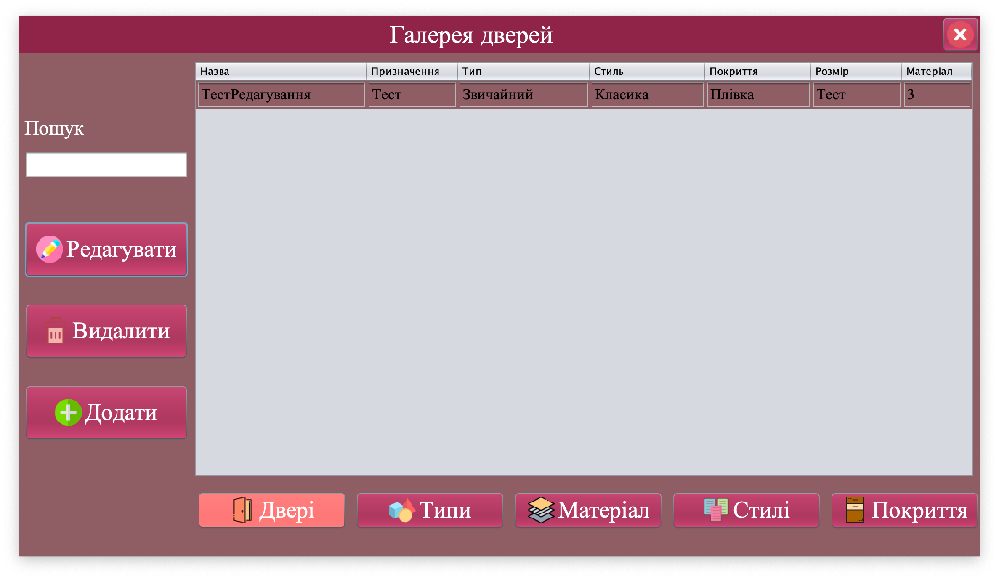 Галерея дверей
Назва Призначення Тип Стиль Покриття Розмір Матеріал
ТестРедагування Тест Звичайний Класика Плівка Тест 3
Пошук
Редагувати
Видалити
Додати
Двері Типи Матеріал Стилі Покриття